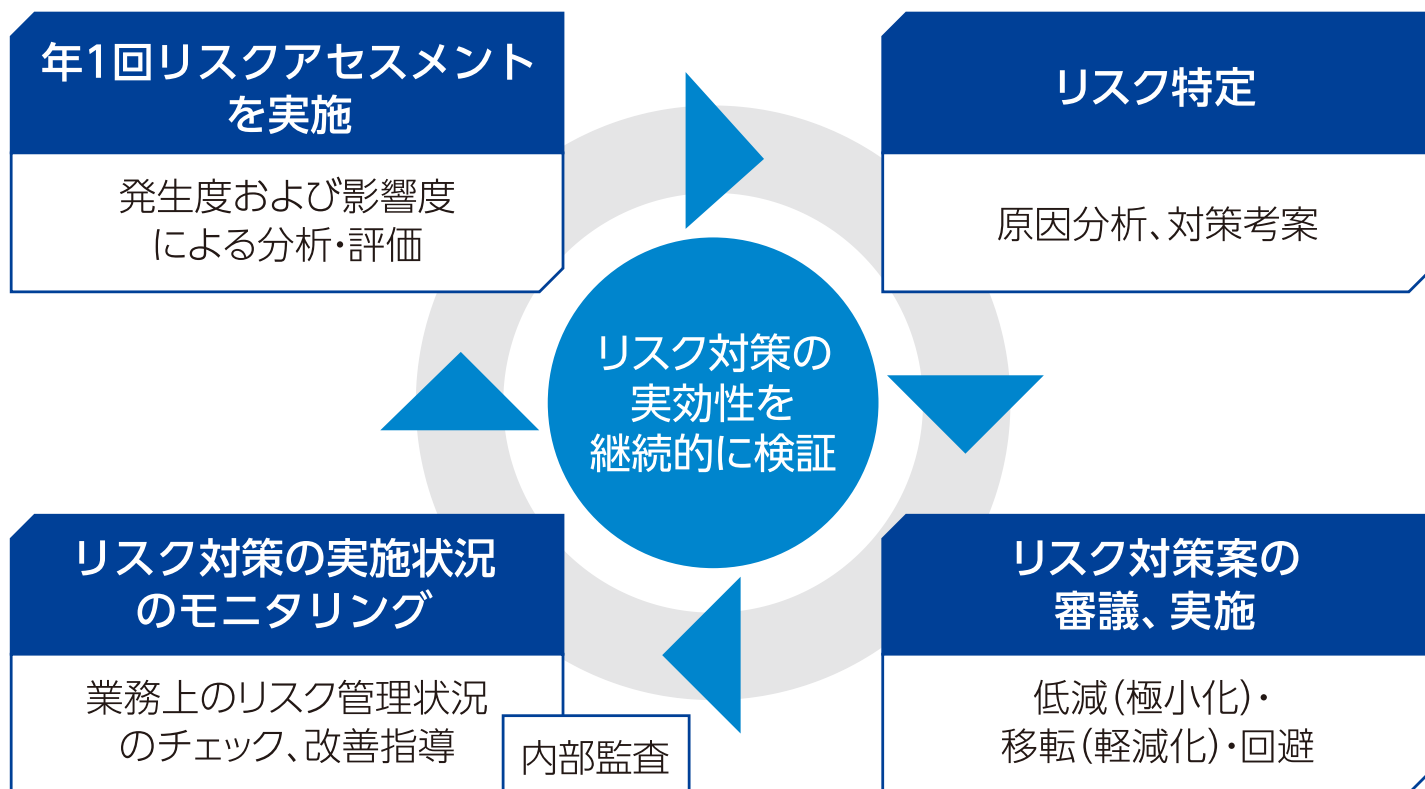 年1回リスクアセスメント
を実施
発生度および影響度
による分析・評価
リスク特定
原因分析、対策考案
リスク対策の
実効性を
継続的に検証
リスク対策の実施状況
のモニタリング
業務上のリスク管理状況
のチェック、改善指導
内部監査
リスク対策案の
審議、実施
低減(極小化)・
移転(軽減化)・回避